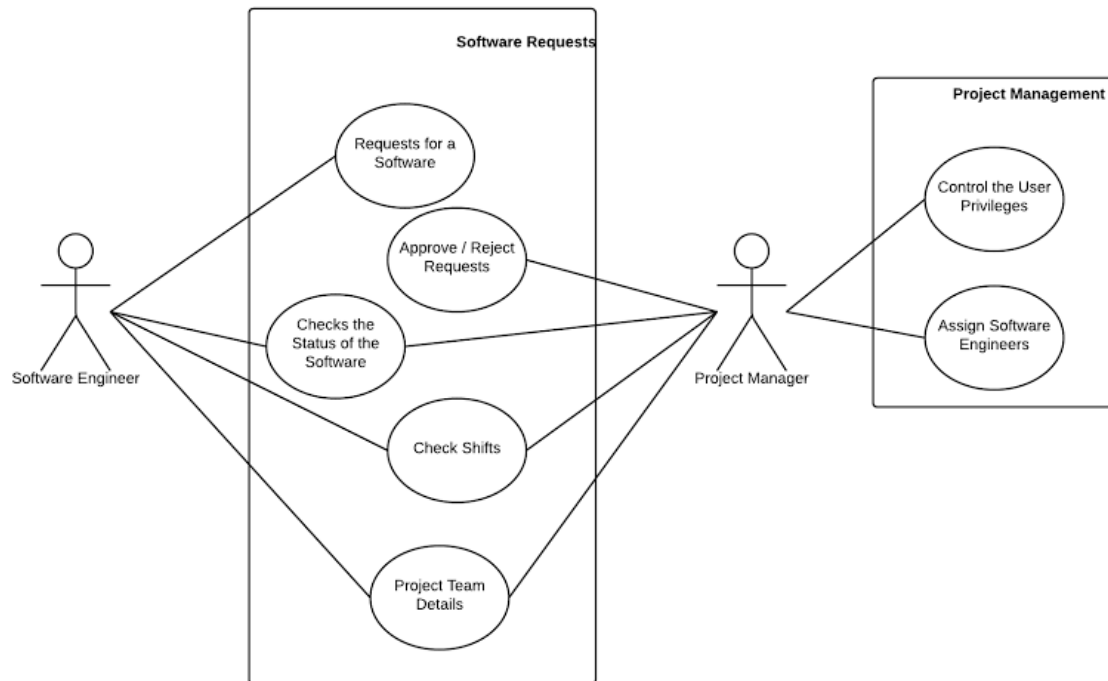 Software Requests
Project Management
Requests for a
Software
Control the User
Privileges
Approve / Reject
Requests
Checks the
Status of the
Software
Assign Software
Engineers
Software Engineer
Project Manager
Check Shifts
Project Team
Details